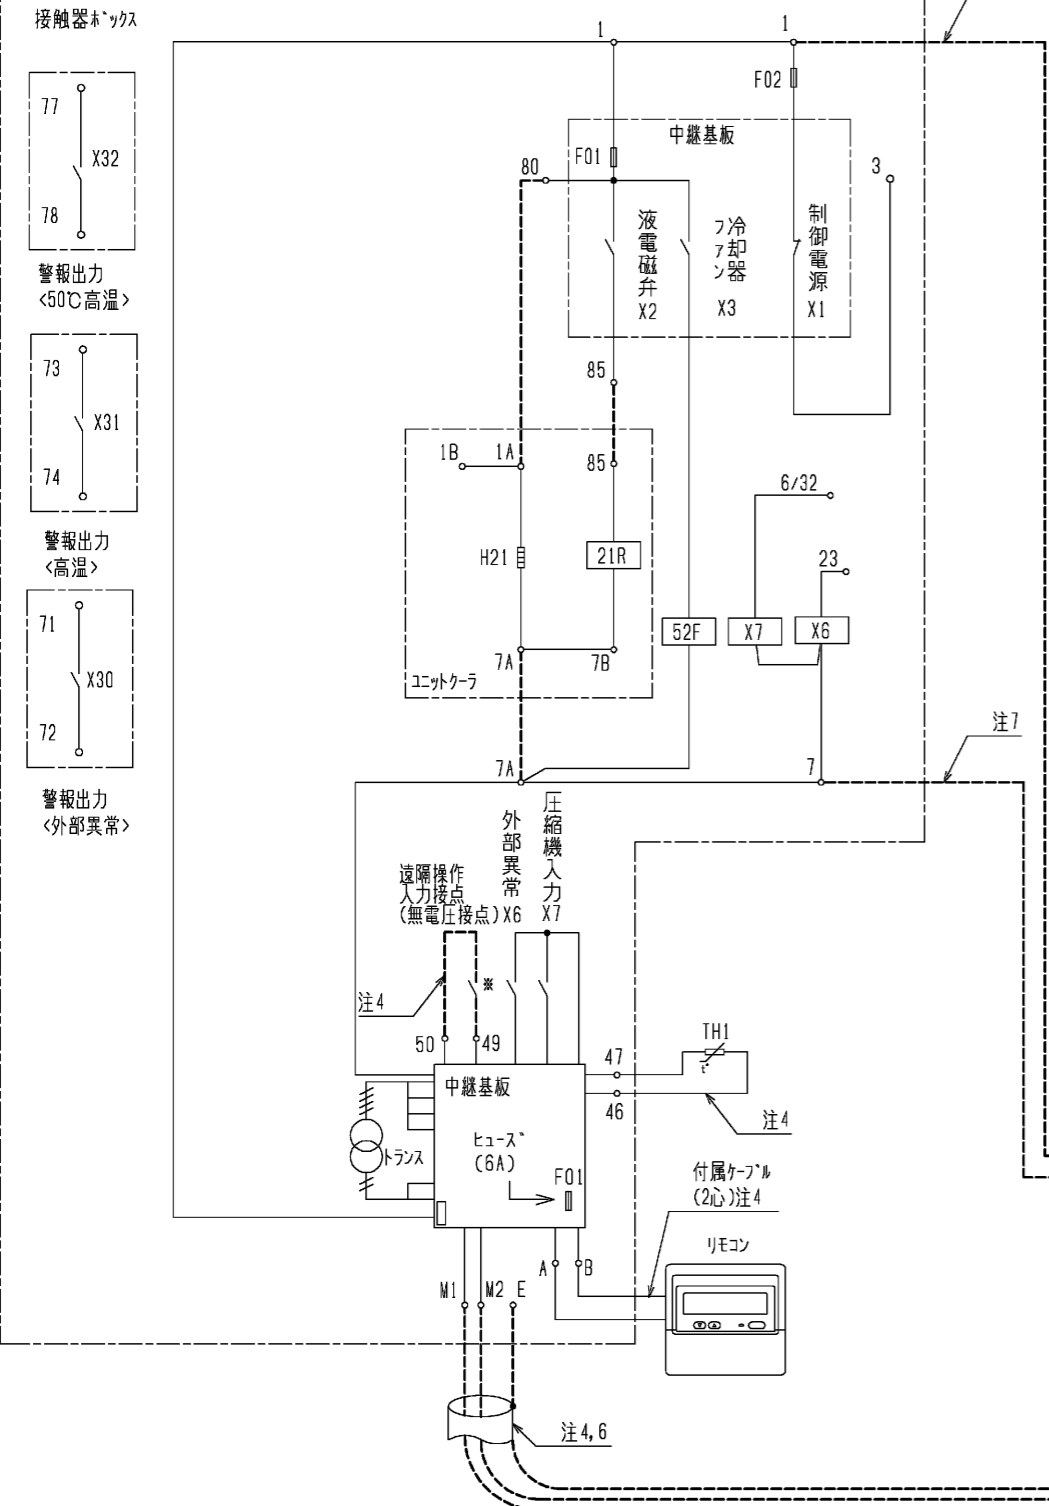 接触器ボックス
77
X32
78
警報出力
<50℃高温>
73
X31
74
警報出力
<高温>
71
X30
72
警報出力
<外部異常>
1
1
F02
中継基板
F01
80
3
液電磁弁
X2
冷却器
ファン
X3
制御電源
X1
85
1B
1A
85
H21
21R
7A
7B
ユニットクーラ
6/32
23
52F
X7
X6
注7
7A
7
外部異常
X6
圧縮機入力
X7
遠隔操作
入力接点
(無電圧接点)
※
注4
50
49
中継基板
ヒューズ
(6A)
F01
トランス
47
46
TH1
t°
注4
付属ケーブル
(2心)注4
リモコン
A
B
M1
M2
E
注4,6